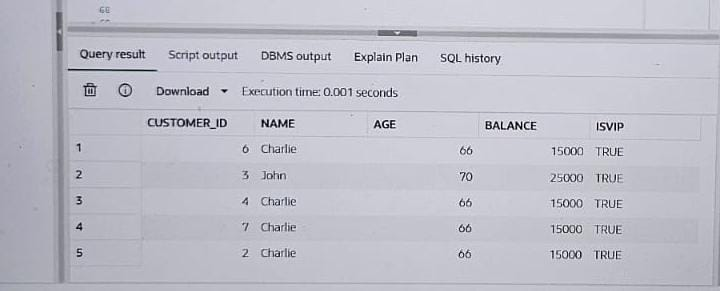 68
Query result Script output DBMS output Explain Plan SQL history
Download Execution time: 0.001 seconds
CUSTOMER_ID NAME AGE BALANCE ISVIP
1 6 Charlie 66 15000 TRUE
2 3 John 70 25000 TRUE
3 4 Charlie 66 15000 TRUE
4 7 Charlie 66 15000 TRUE
5 2 Charlie 66 15000 TRUE